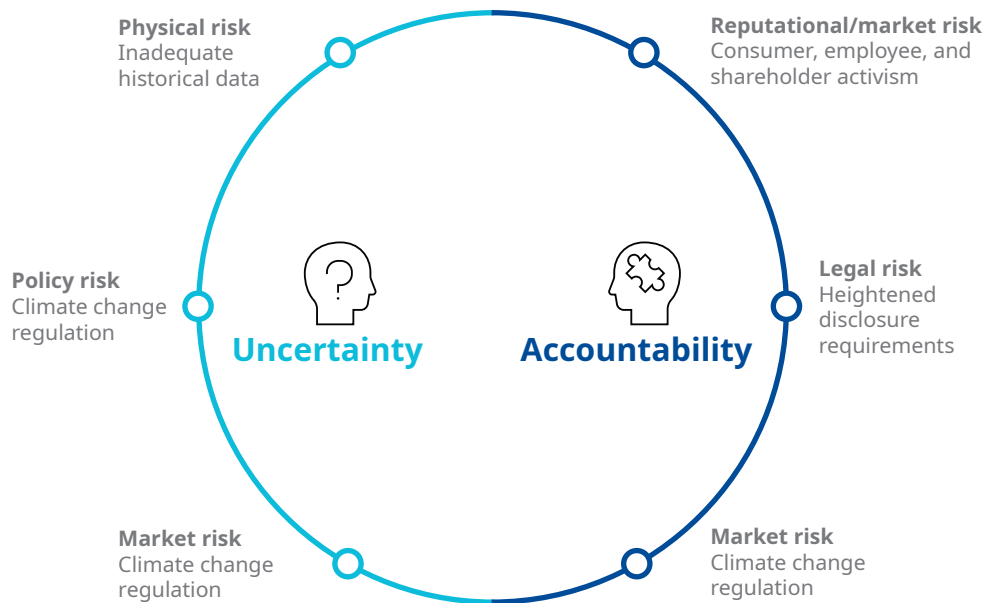 Physical risk
Inadequate
historical data
Reputational/market risk
Consumer, employee, and
shareholder activism
Policy risk
Climate change
regulation
Uncertainty
Accountability
Legal risk
Heightened
disclosure
requirements
Market risk
Climate change
regulation
Market risk
Climate change
regulation